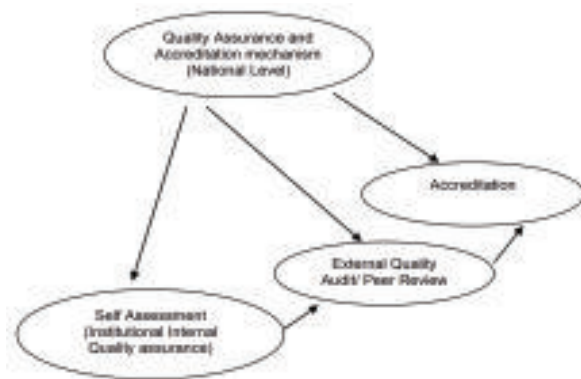 Quality Assurance and
Accreditation mechanism
(National Level)
Accreditation
External Quality
Audit/ Peer Review
Self Assessment
(Institutional Internal
Quality assurance)